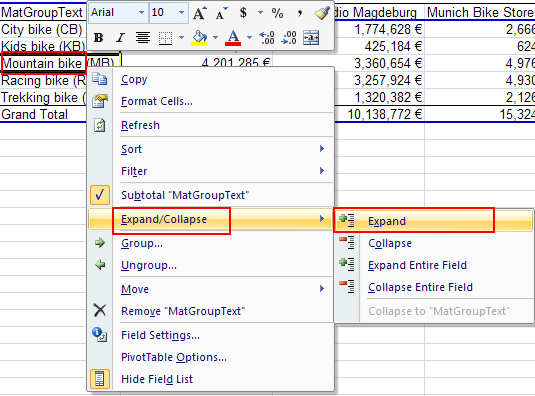 MatGroupText Arial 10 A A $ % , dio Magdeburg Munich Bike Store
City bike (CB) B I A 1,774,628 € 2,666
Kids bike (KB) 425,184 € 624
Mountain bike (MB) 4,201,285 € 3,360,654 € 4,976
Racing bike (R 3,257,924 € 4,930
Trekking bike ( 1,320,382 € 2,126
Grand Total 10,138,772 € 15,324
Copy
Format Cells...
Refresh
Sort
Filter
Subtotal "MatGroupText"
Expand/Collapse
Expand
Collapse
Expand Entire Field
Collapse Entire Field
Collapse to "MatGroupText"
Group...
Ungroup...
Move
Remove "MatGroupText"
Field Settings...
PivotTable Options...
Hide Field List